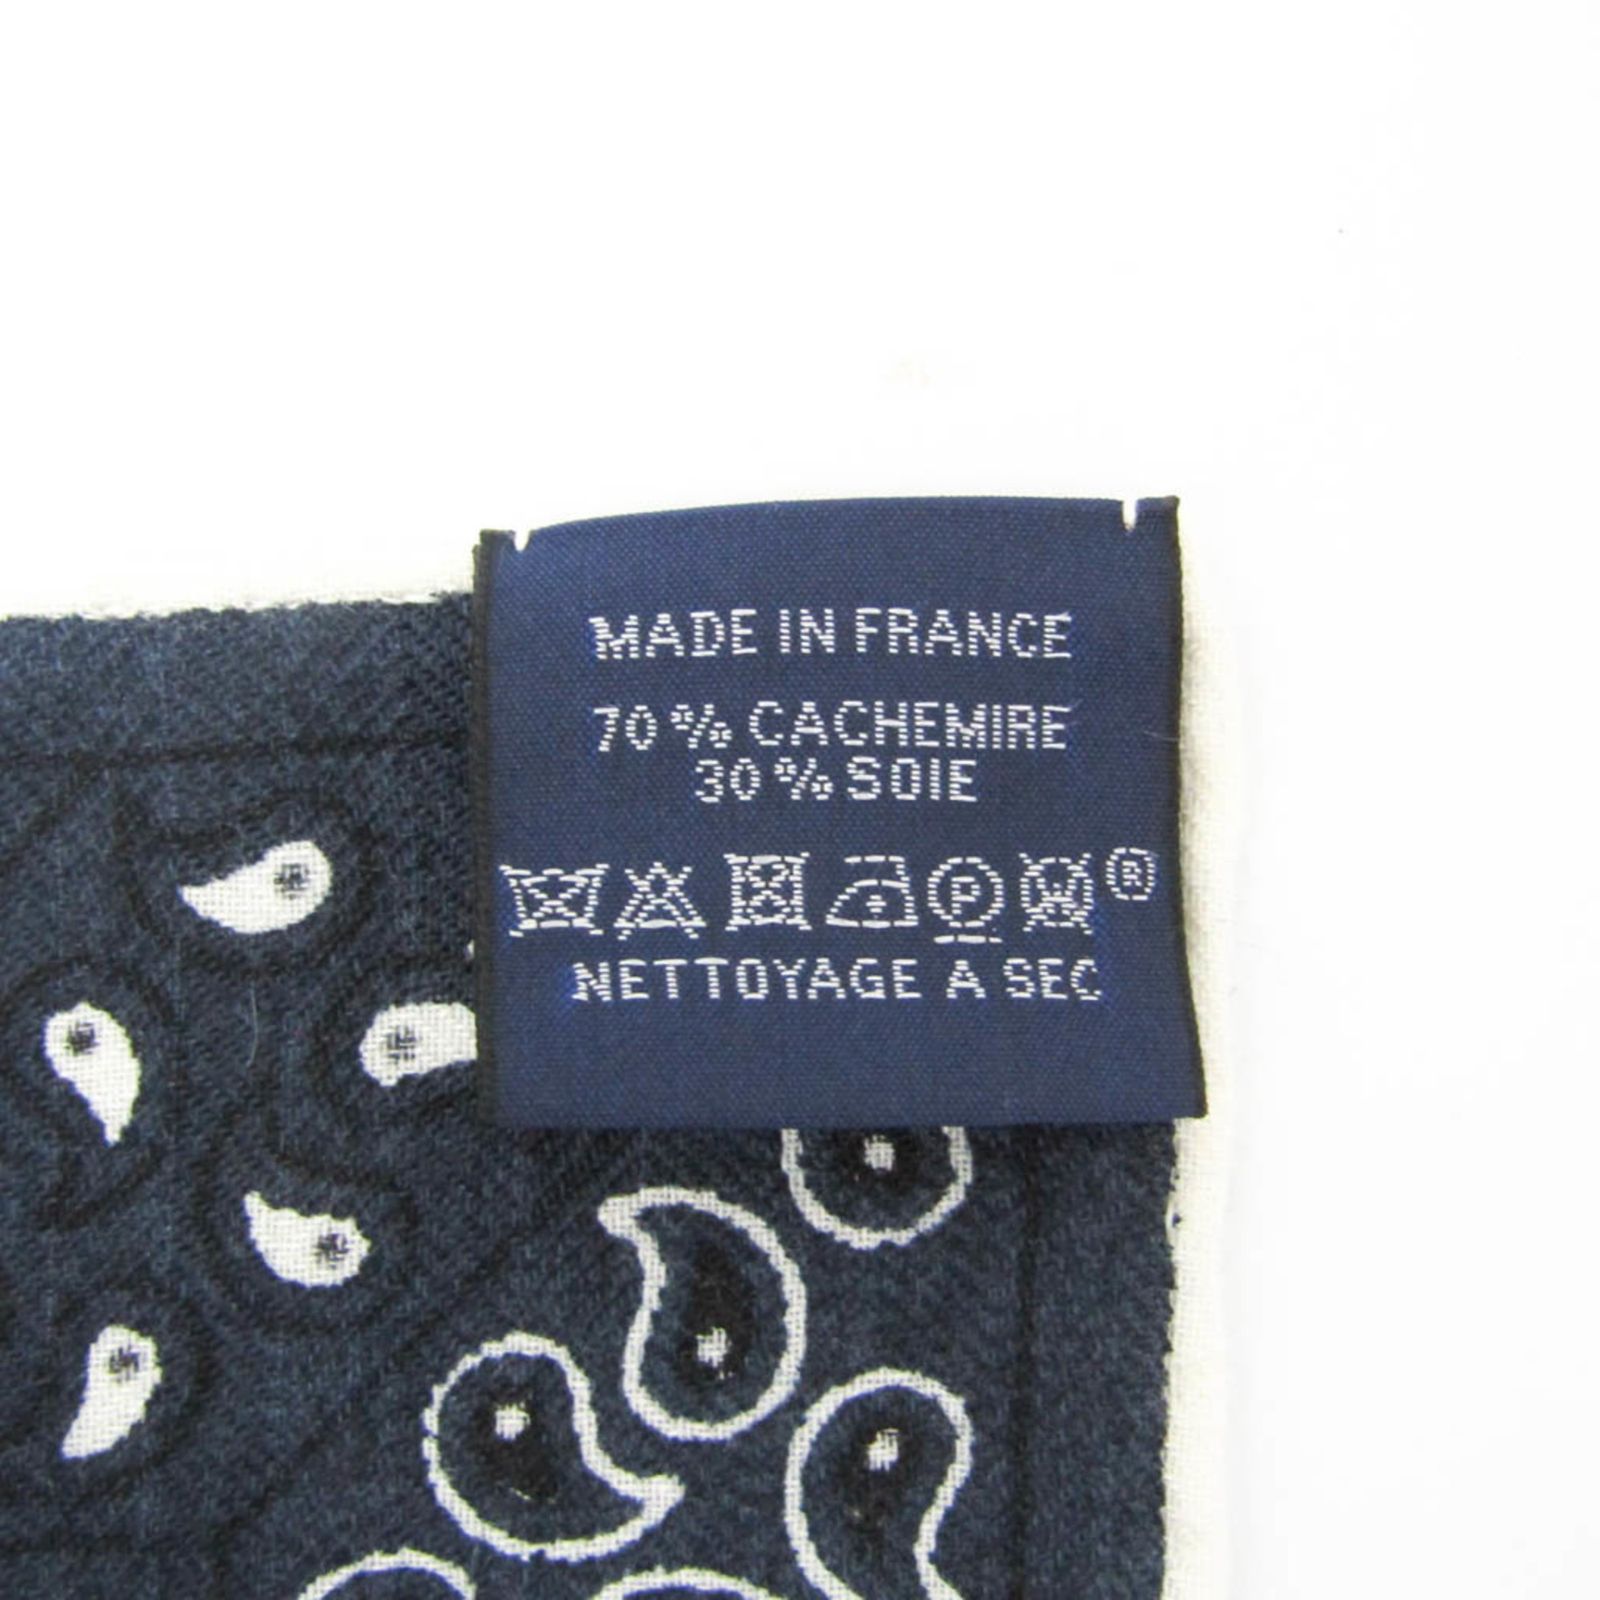 MADE IN FRANCE
70% CACHEMIRE
30% SOIE
P W ®
NETTOYAGE A SEC